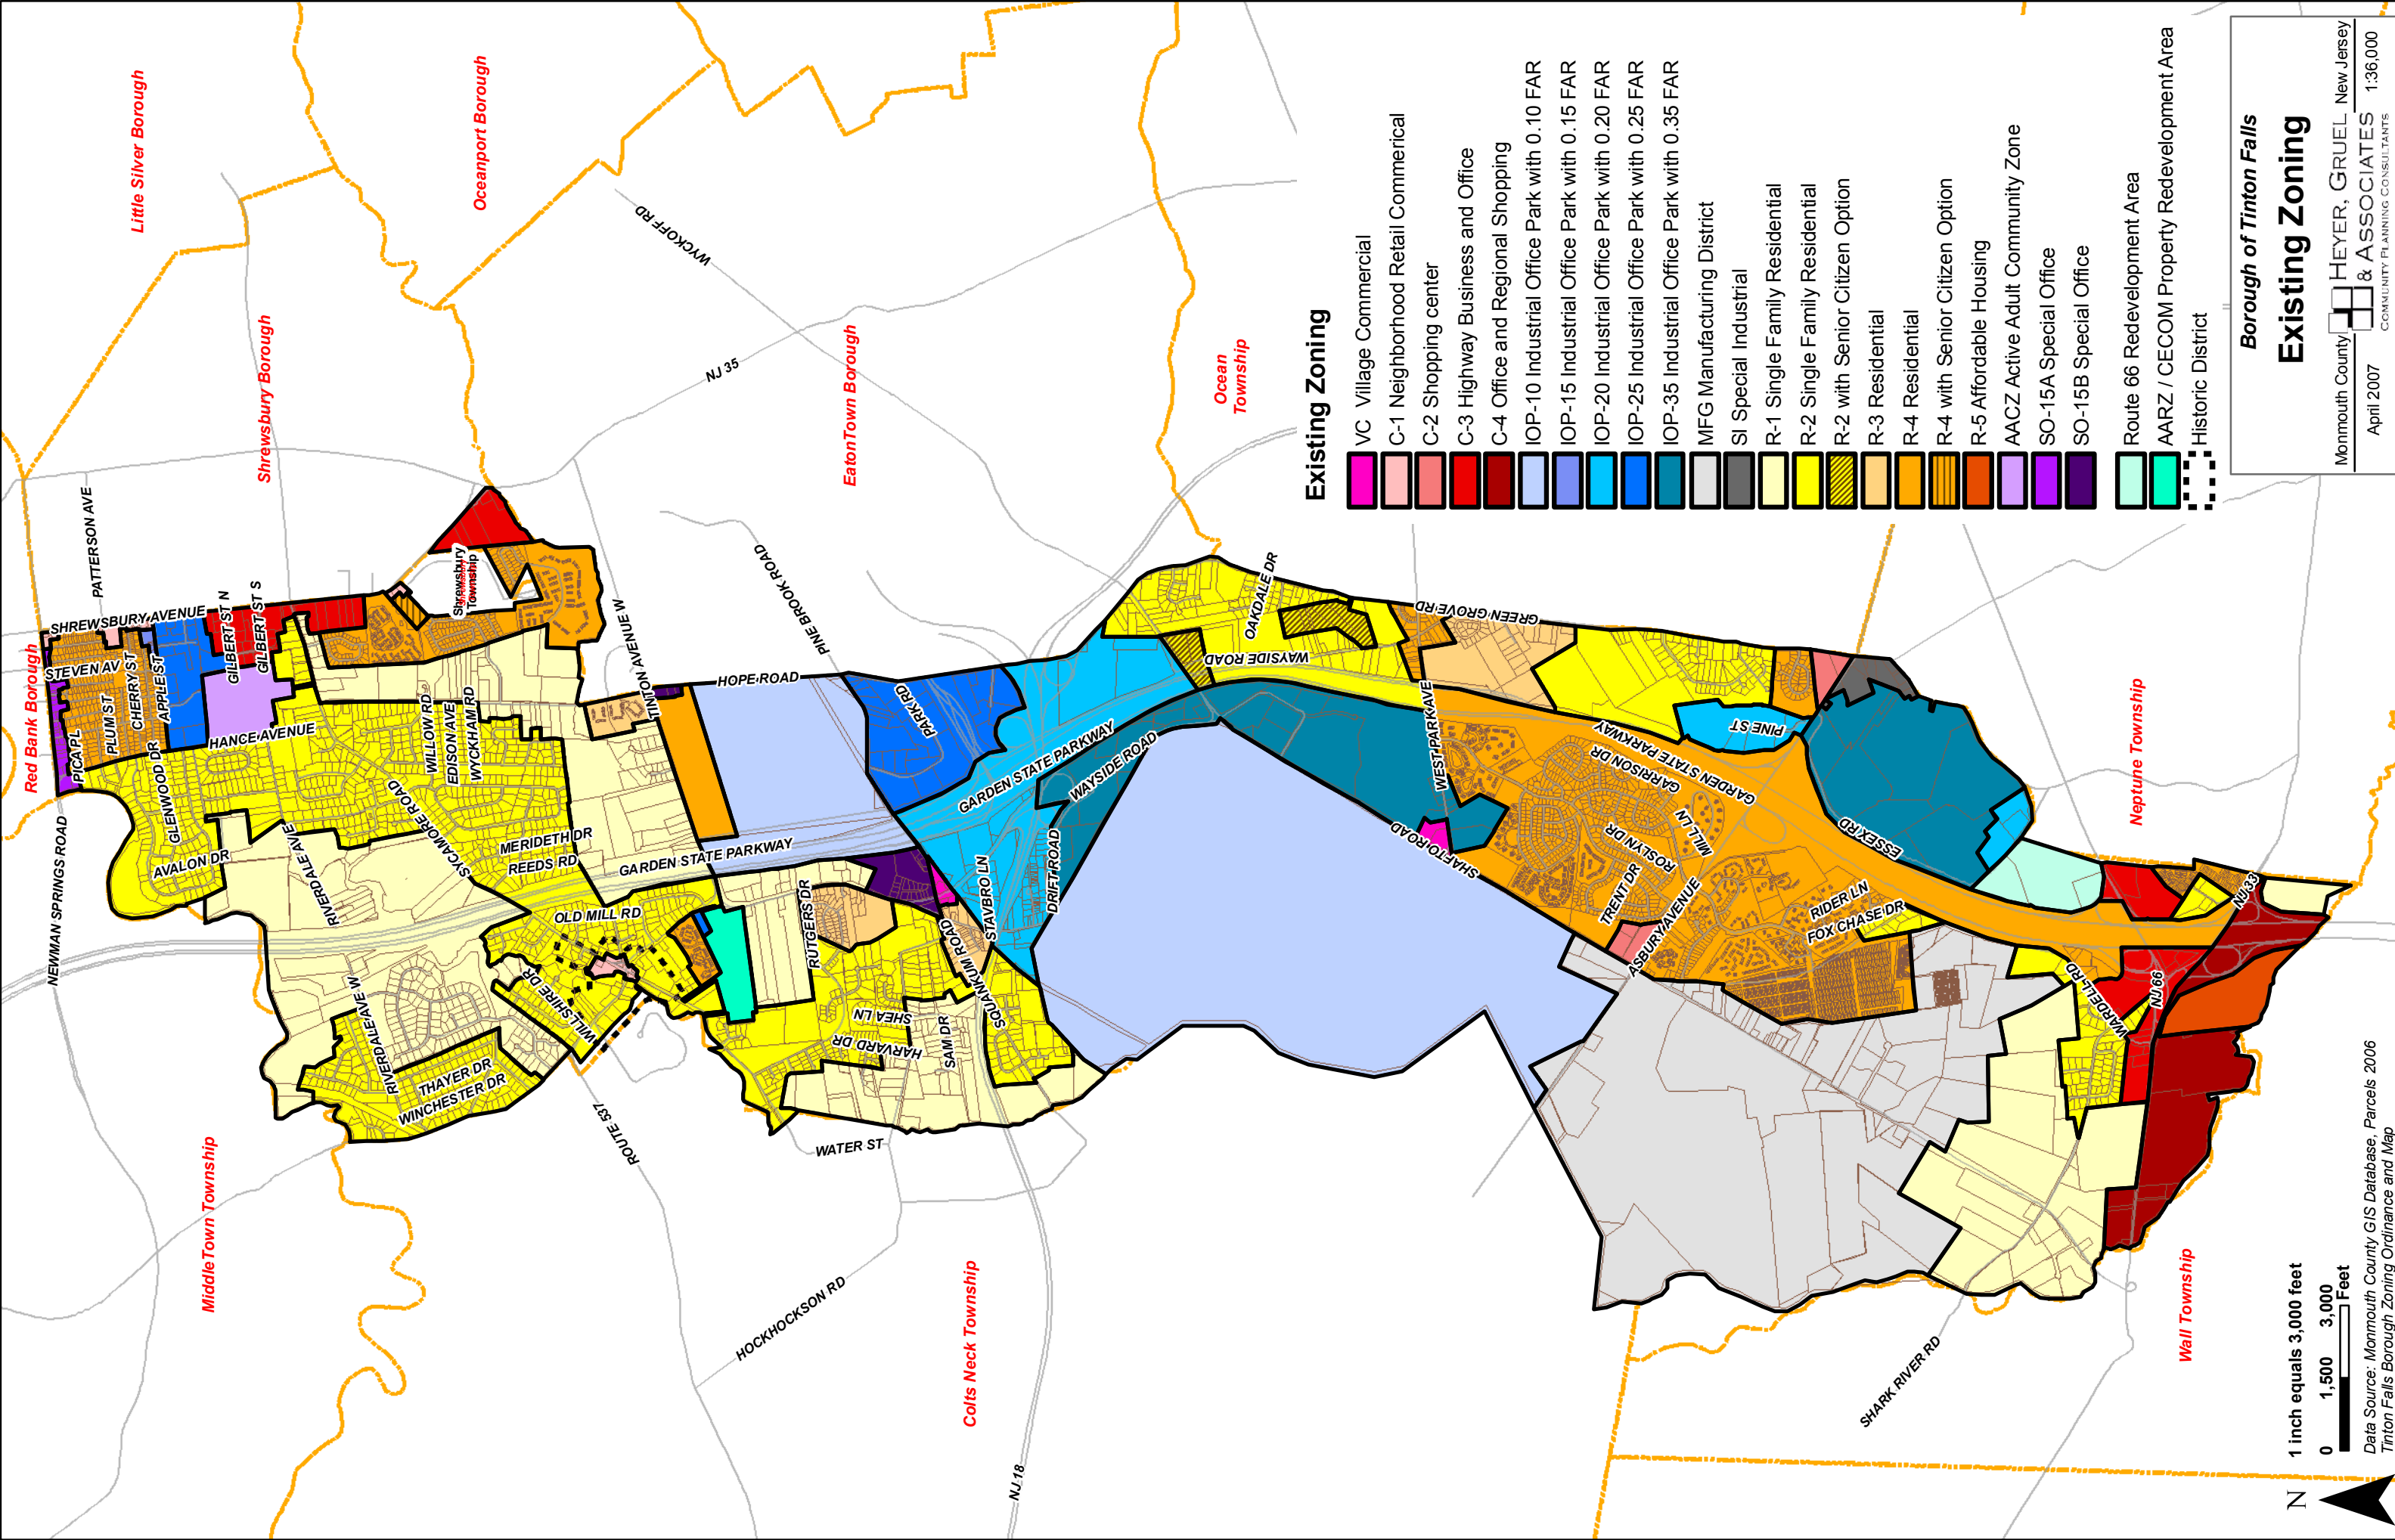 Borough of Tinton Falls
Existing Zoning
Monmouth County
New Jersey
HEYER, GRUEL
& ASSOCIATES
COMMUNITY PLANNING CONSULTANTS
April 2007
1:36,000
Existing Zoning
VC Village Commercial
C-1 Neighborhood Retail Commerical
C-2 Shopping center
C-3 Highway Business and Office
C-4 Office and Regional Shopping
IOP-10 Industrial Office Park with 0.10 FAR
IOP-15 Industrial Office Park with 0.15 FAR
IOP-20 Industrial Office Park with 0.20 FAR
IOP-25 Industrial Office Park with 0.25 FAR
IOP-35 Industrial Office Park with 0.35 FAR
MFG Manufacturing District
SI Special Industrial
R-1 Single Family Residential
R-2 Single Family Residential
R-2 with Senior Citizen Option
R-3 Residential
R-4 Residential
R-4 with Senior Citizen Option
R-5 Affordable Housing
AACZ Active Adult Community Zone
SO-15A Special Office
SO-15B Special Office
Route 66 Redevelopment Area
AARZ / CECOM Property Redevelopment Area
Historic District
Little Silver Borough
Oceanport Borough
Shrewsbury Borough
EatonTown Borough
Ocean
Township
Red Bank Borough
Shrewsbury
Township
MiddleTown Township
Colts Neck Township
Neptune Township
Wall Township
WYCKOFF RD
NJ 35
PATTERSON AVE
SHREWSBURY AVENUE
STEVEN AV
GILBERT ST N
GILBERT ST S
PLUM ST
CHERRY ST
APPLE ST
PICA PL
HANCE AVENUE
GLENWOOD DR
AVALON DR
NEWMAN SPRINGS ROAD
WILLOW RD
EDISON AVE
WYCKHAM RD
SYCAMORE ROAD
MERIDETH DR
REEDS RD
RIVERDALE AVE
RIVERDALE AVE W
TINTON AVENUE W
PINE BROOK ROAD
HOPE ROAD
PARK RD
GARDEN STATE PARKWAY
OLD MILL RD
WILLSHIRE DR
THAYER DR
WINCHESTER DR
ROUTE 537
RUTGERS DR
SHEA LN
HARVARD DR
SAM DR
SQUANKUM ROAD
STAVBRO LN
DRIFT ROAD
GARDEN STATE PARKWAY
WAYSIDE ROAD
WATER ST
HOCKHOCKSON RD
NJ 18
OAKDALE DR
WAYSIDE ROAD
GREEN GROVE RD
WEST PARK AVE
SHAFTO ROAD
PINE ST
GARDEN STATE PARKWAY
GARRISON DR
ROSLYN DR
MILL LN
TRENT DR
ASBURY AVENUE
RIDER LN
FOX CHASE DR
ESSEX RD
WARDELL RD
NJ 66
NJ 33
SHARK RIVER RD
N
1 inch equals 3,000 feet
0 1,500 3,000
Feet
Data Source: Monmouth County GIS Database, Parcels 2006
Tinton Falls Borough Zoning Ordinance and Map